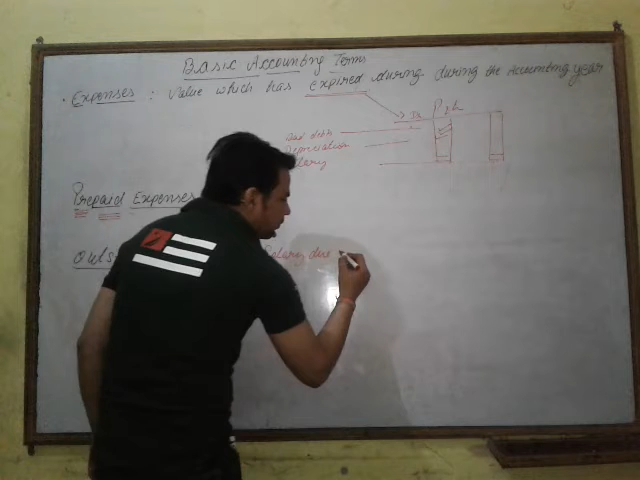 Basic Accounting Terms
• Expenses : Value which has expired during during the Accounting year
Bad debts
Depreciation
Prepaid Expenses
Outs
Salary due